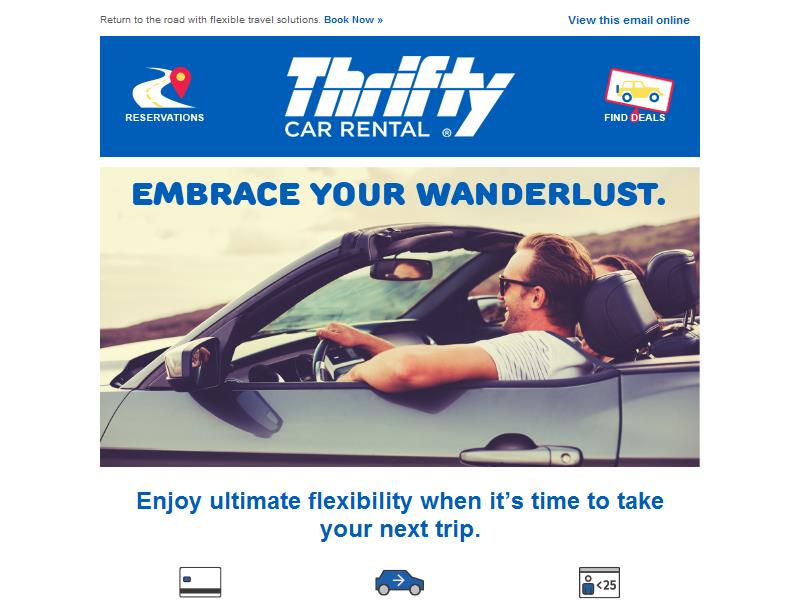 Return to the road with flexible travel solutions. Book Now »
View this email online
RESERVATIONS
Thrifty
CAR RENTAL ®
FIND DEALS
EMBRACE YOUR WANDERLUST.
Enjoy ultimate flexibility when it’s time to take
your next trip.
<25